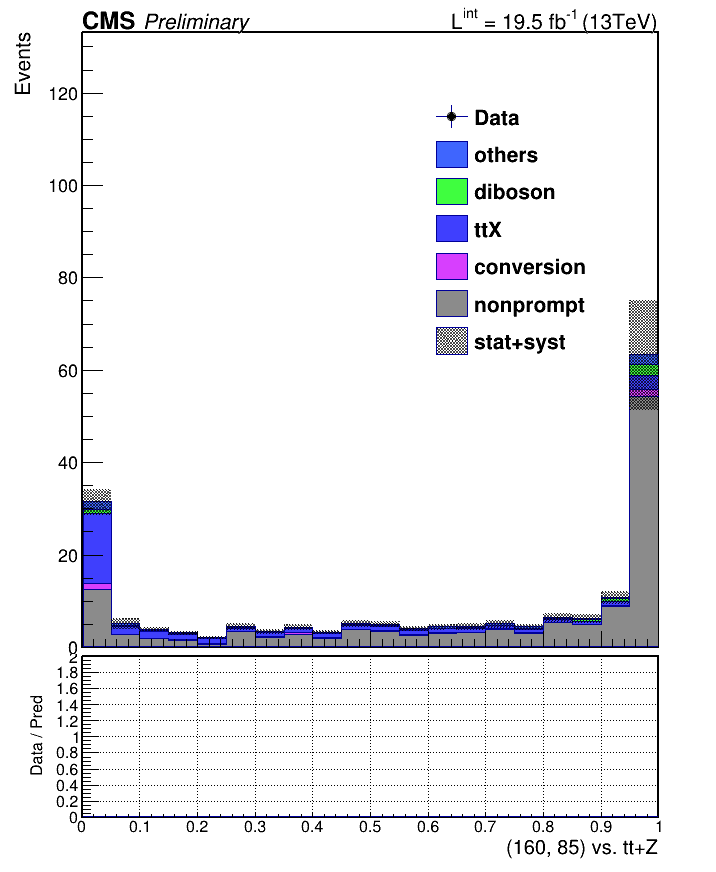 CMS Preliminary L^int = 19.5 fb^-1 (13TeV)
Events
120
100
80
60
40
20
0
Data
others
diboson
ttX
conversion
nonprompt
stat+syst
Data / Pred
2
1.8
1.6
1.4
1.2
1
0.8
0.6
0.4
0.2
0
0 0.1 0.2 0.3 0.4 0.5 0.6 0.7 0.8 0.9 1
(160, 85) vs. tt+Z